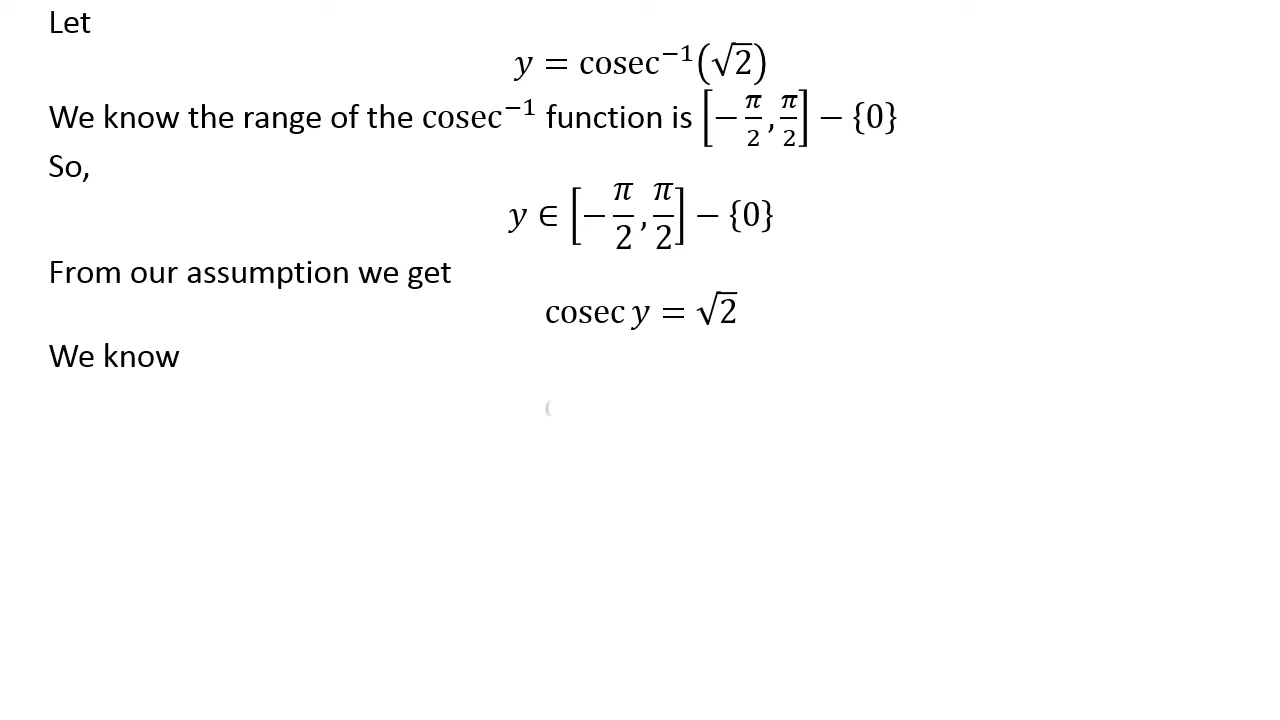 Let
y = cosec⁻¹(√2)
We know the range of the cosec⁻¹ function is [−π/2, π/2] − {0}
So,
y ∈ [−π/2, π/2] − {0}
From our assumption we get
cosec y = √2
We know